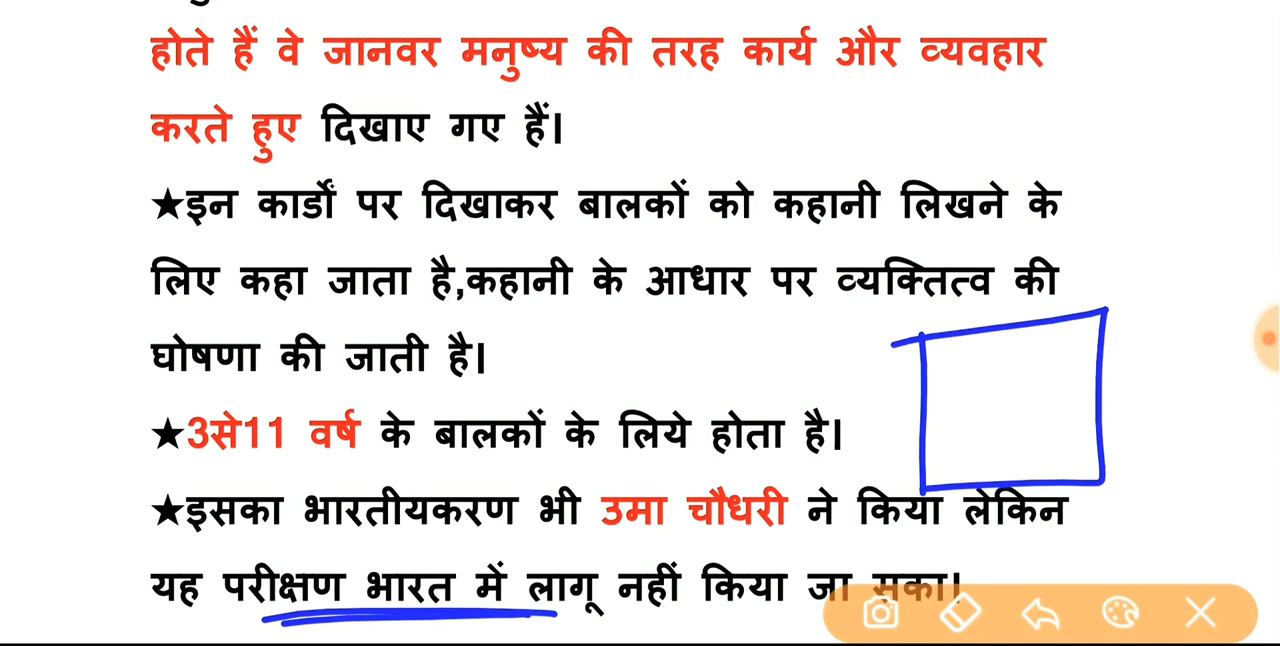 होते हैं वे जानवर मनुष्य की तरह कार्य और व्यवहार
करते हुए दिखाए गए हैं।
★इन कार्डों पर दिखाकर बालकों को कहानी लिखने के
लिए कहा जाता है,कहानी के आधार पर व्यक्तित्व की
घोषणा की जाती है।
★3से11 वर्ष के बालकों के लिये होता है।
★इसका भारतीयकरण भी उमा चौधरी ने किया लेकिन
यह परीक्षण भारत में लागू नहीं किया जा सका।